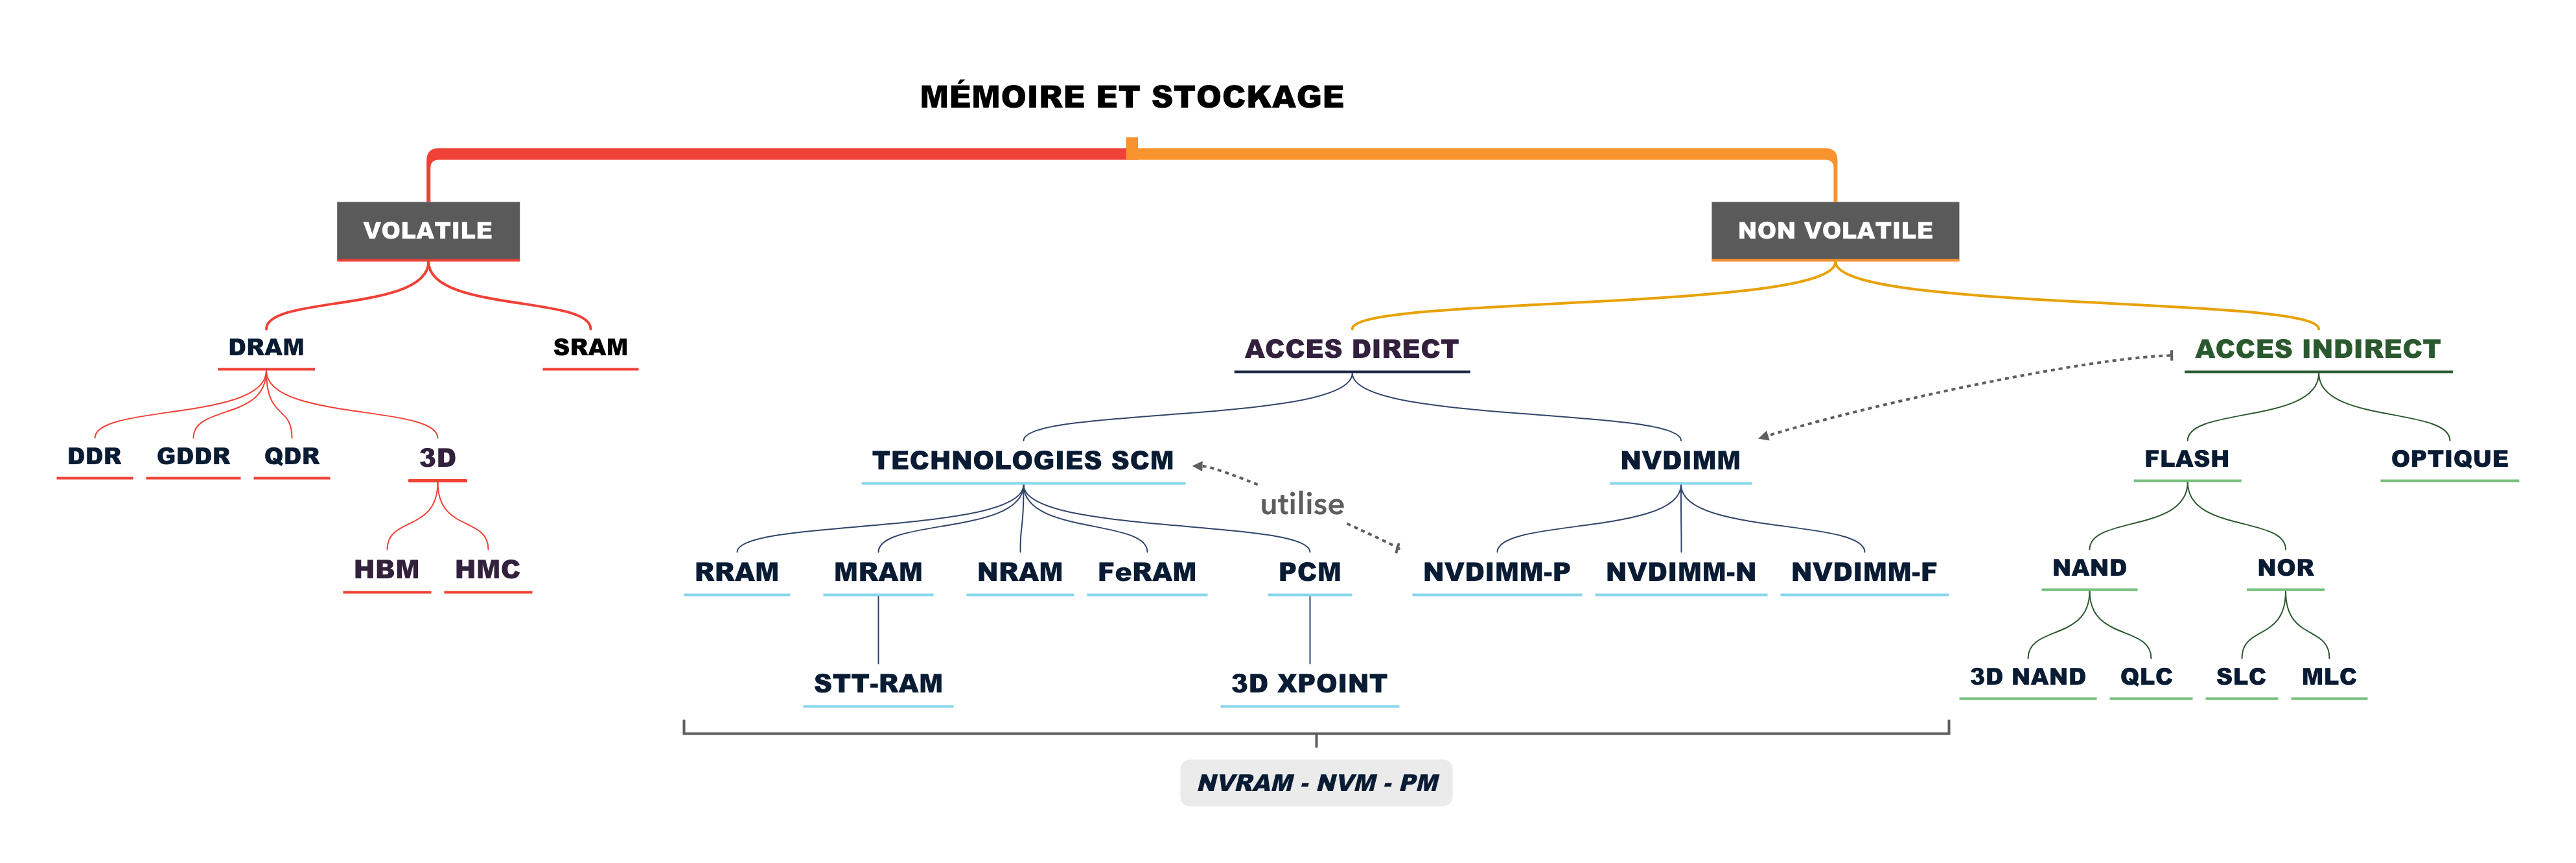 MÉMOIRE ET STOCKAGE
VOLATILE
NON VOLATILE
DRAM
SRAM
ACCES DIRECT
ACCES INDIRECT
DDR
GDDR
QDR
3D
TECHNOLOGIES SCM
NVDIMM
FLASH
OPTIQUE
utilise
HBM
HMC
RRAM
MRAM
NRAM
FeRAM
PCM
NVDIMM-P
NVDIMM-N
NVDIMM-F
NAND
NOR
STT-RAM
3D XPOINT
3D NAND
QLC
SLC
MLC
NVRAM - NVM - PM